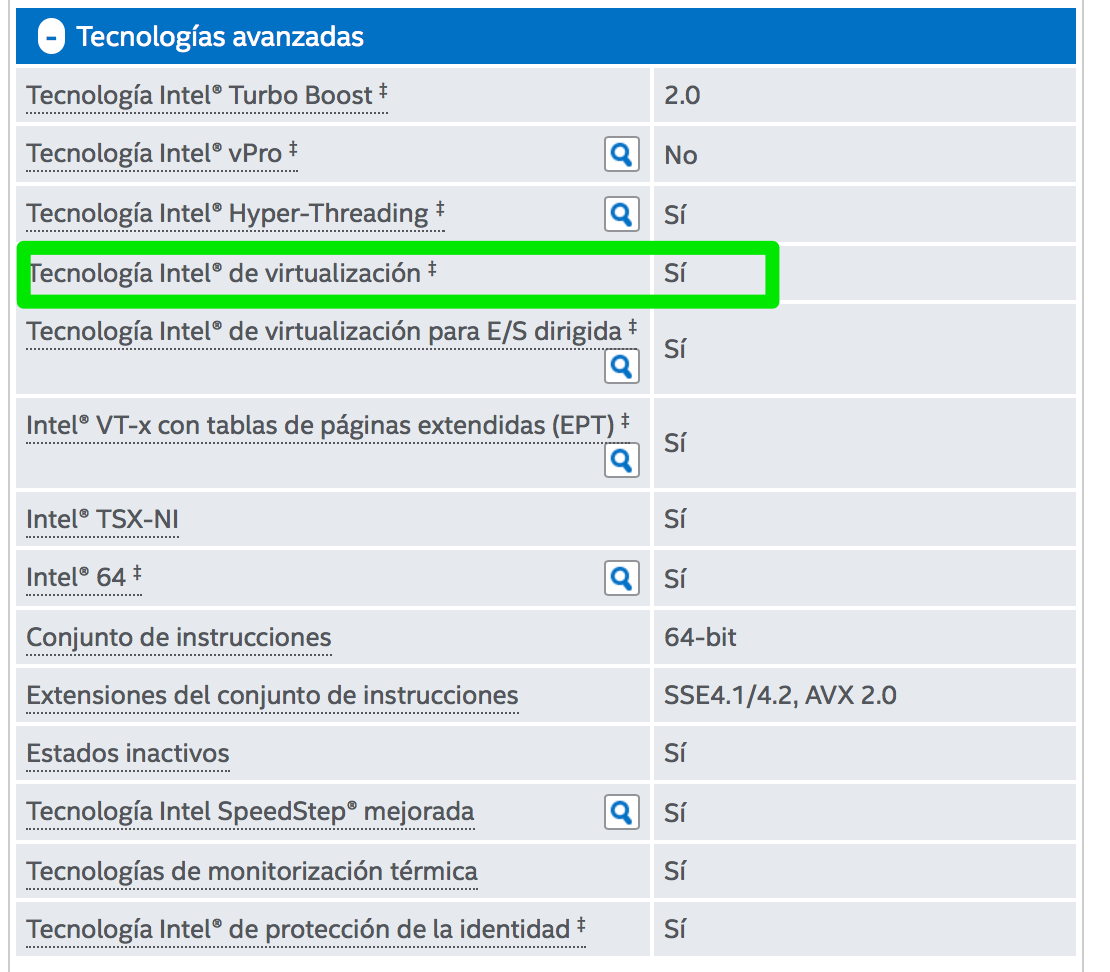 - Tecnologías avanzadas
Tecnología Intel® Turbo Boost ‡ 2.0
Tecnología Intel® vPro ‡ No
Tecnología Intel® Hyper-Threading ‡ Sí
Tecnología Intel® de virtualización ‡ Sí
Tecnología Intel® de virtualización para E/S dirigida ‡ Sí
Intel® VT-x con tablas de páginas extendidas (EPT) ‡ Sí
Intel® TSX-NI Sí
Intel® 64 ‡ Sí
Conjunto de instrucciones 64-bit
Extensiones del conjunto de instrucciones SSE4.1/4.2, AVX 2.0
Estados inactivos Sí
Tecnología Intel SpeedStep® mejorada Sí
Tecnologías de monitorización térmica Sí
Tecnología Intel® de protección de la identidad ‡ Sí